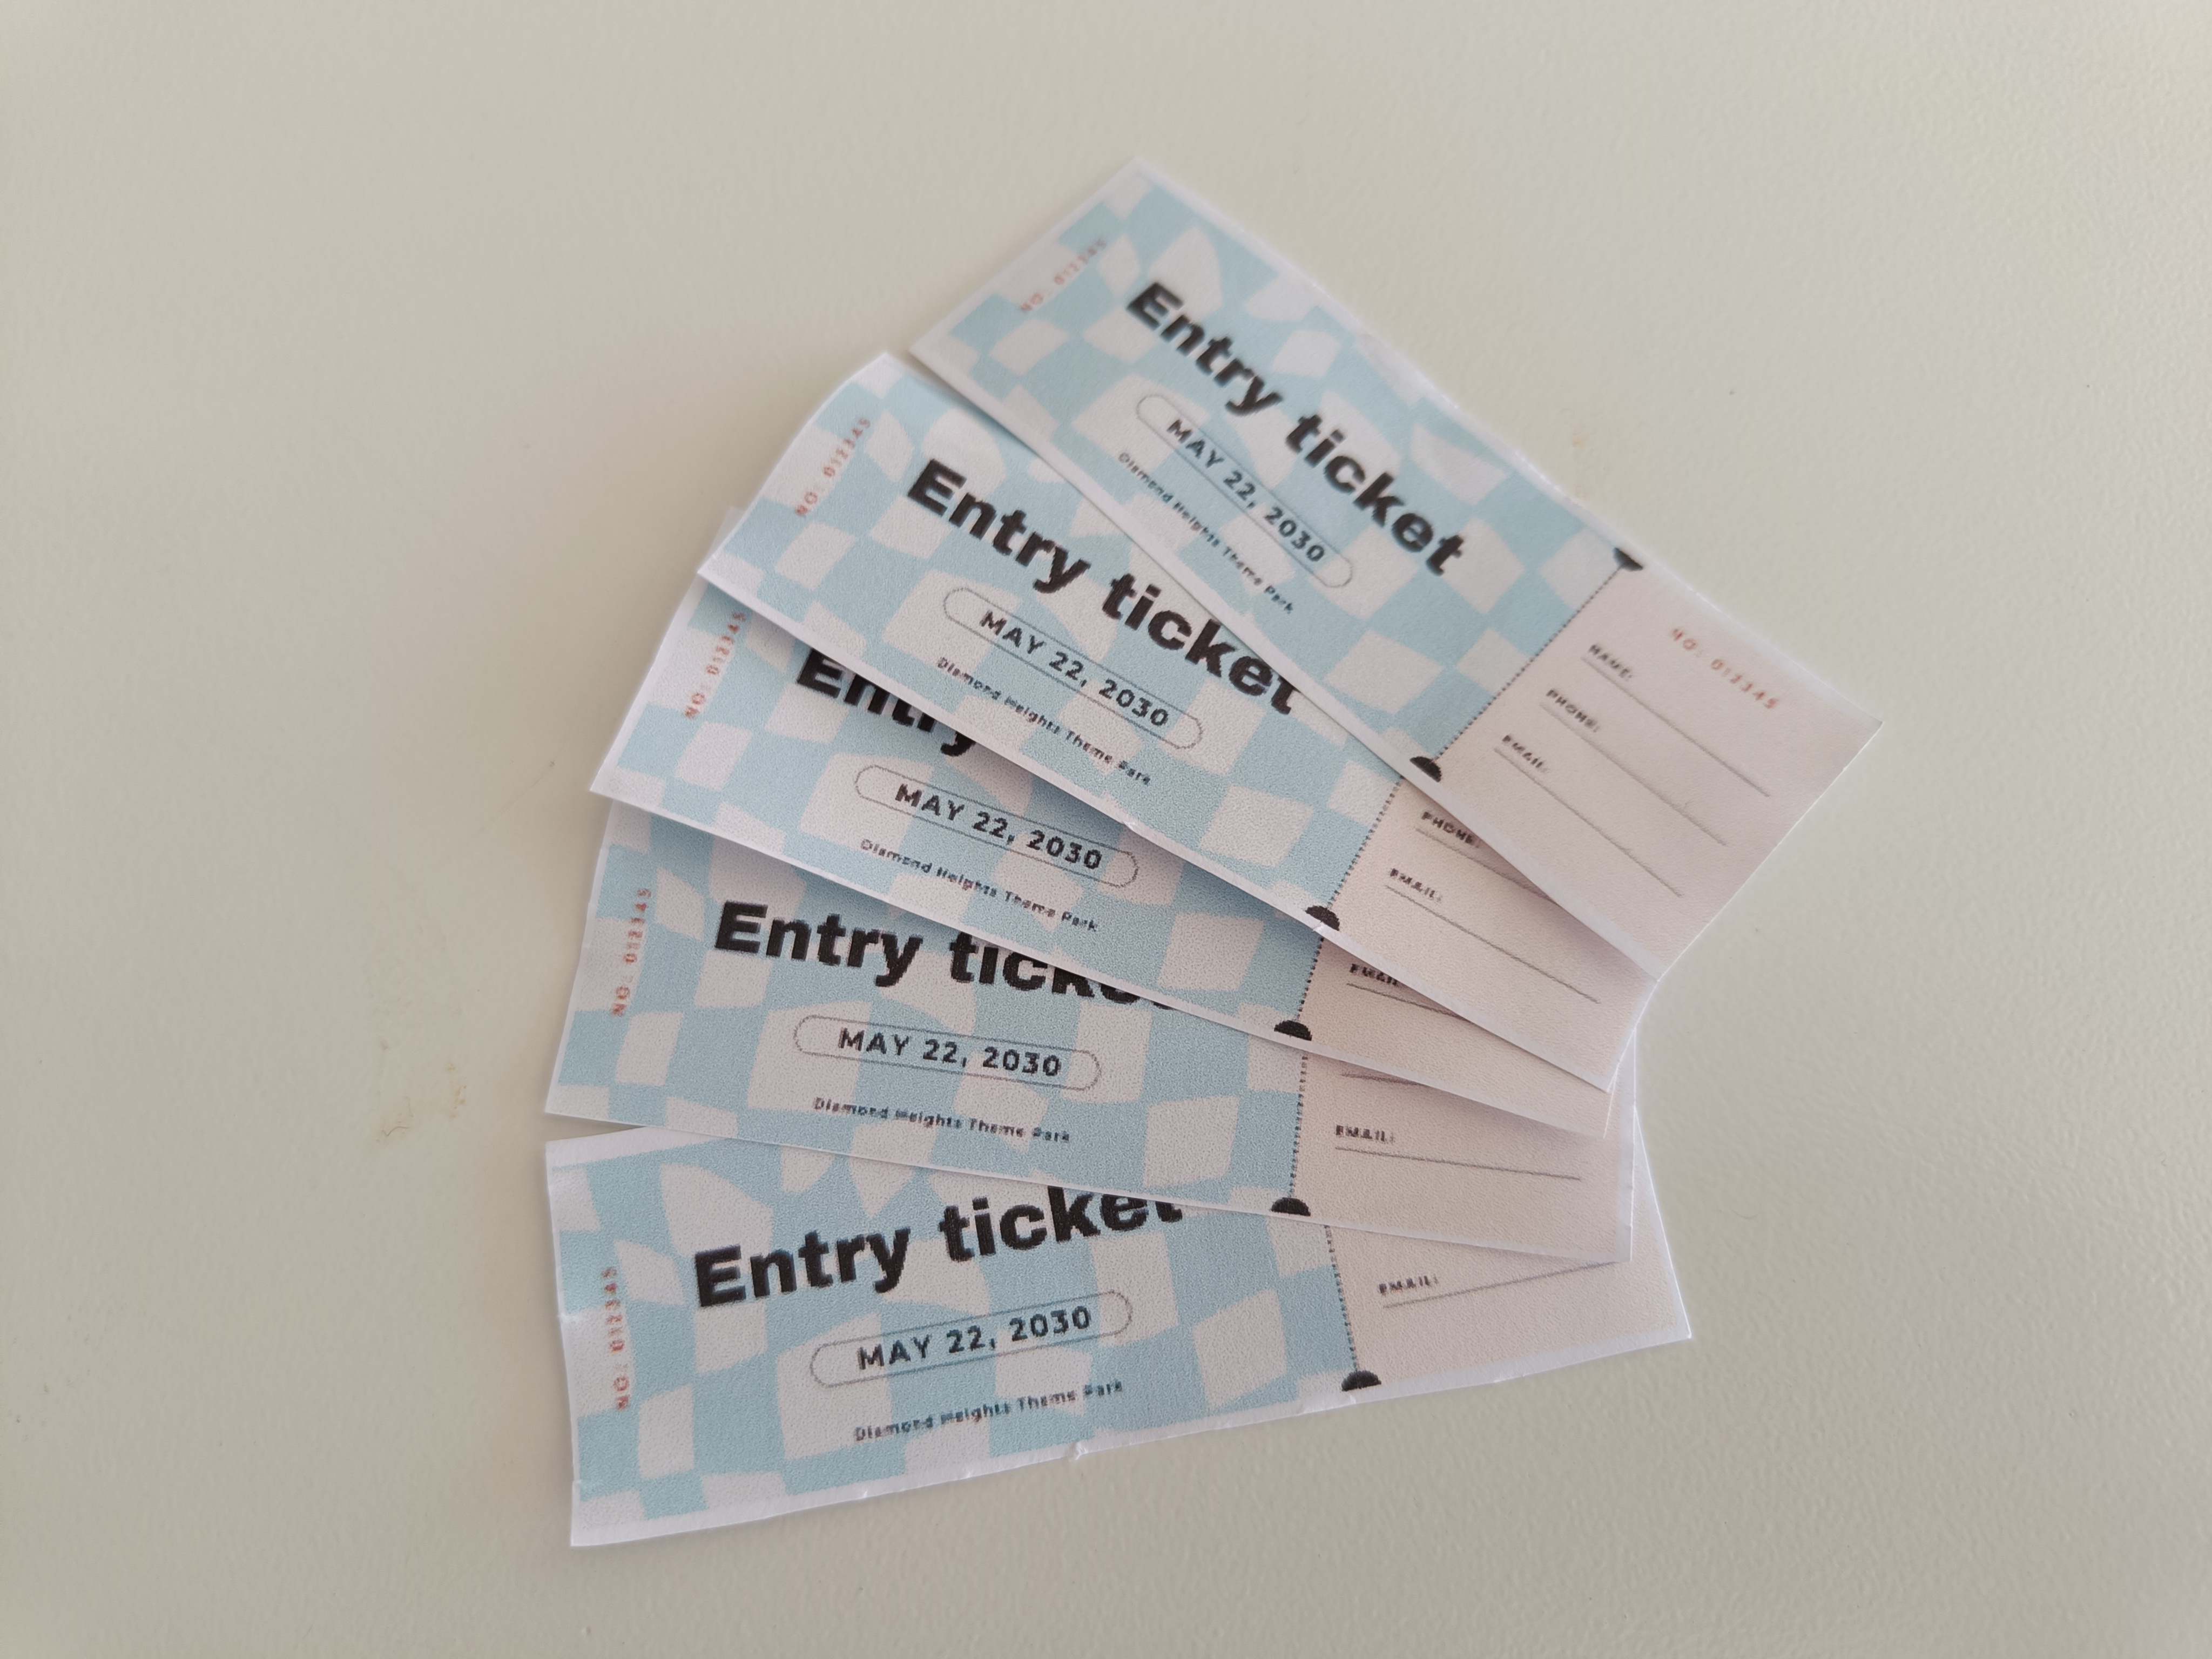 NO: 012345
Entry ticket
MAY 22, 2030
Diamond Heights Theme Park
NO: 012345
NAME:
PHONE:
EMAIL:
NO: 012345
Entry ticket
MAY 22, 2030
Diamond Heights Theme Park
PHONE:
EMAIL:
NO: 012345
Entry
MAY 22, 2030
Diamond Heights Theme Park
EMAIL
NO: 012345
Entry ticke
MAY 22, 2030
Diamond Heights Theme Park
EMAIL:
NO: 012345
Entry ticket
MAY 22, 2030
Diamond Heights Theme Park
EMAIL: